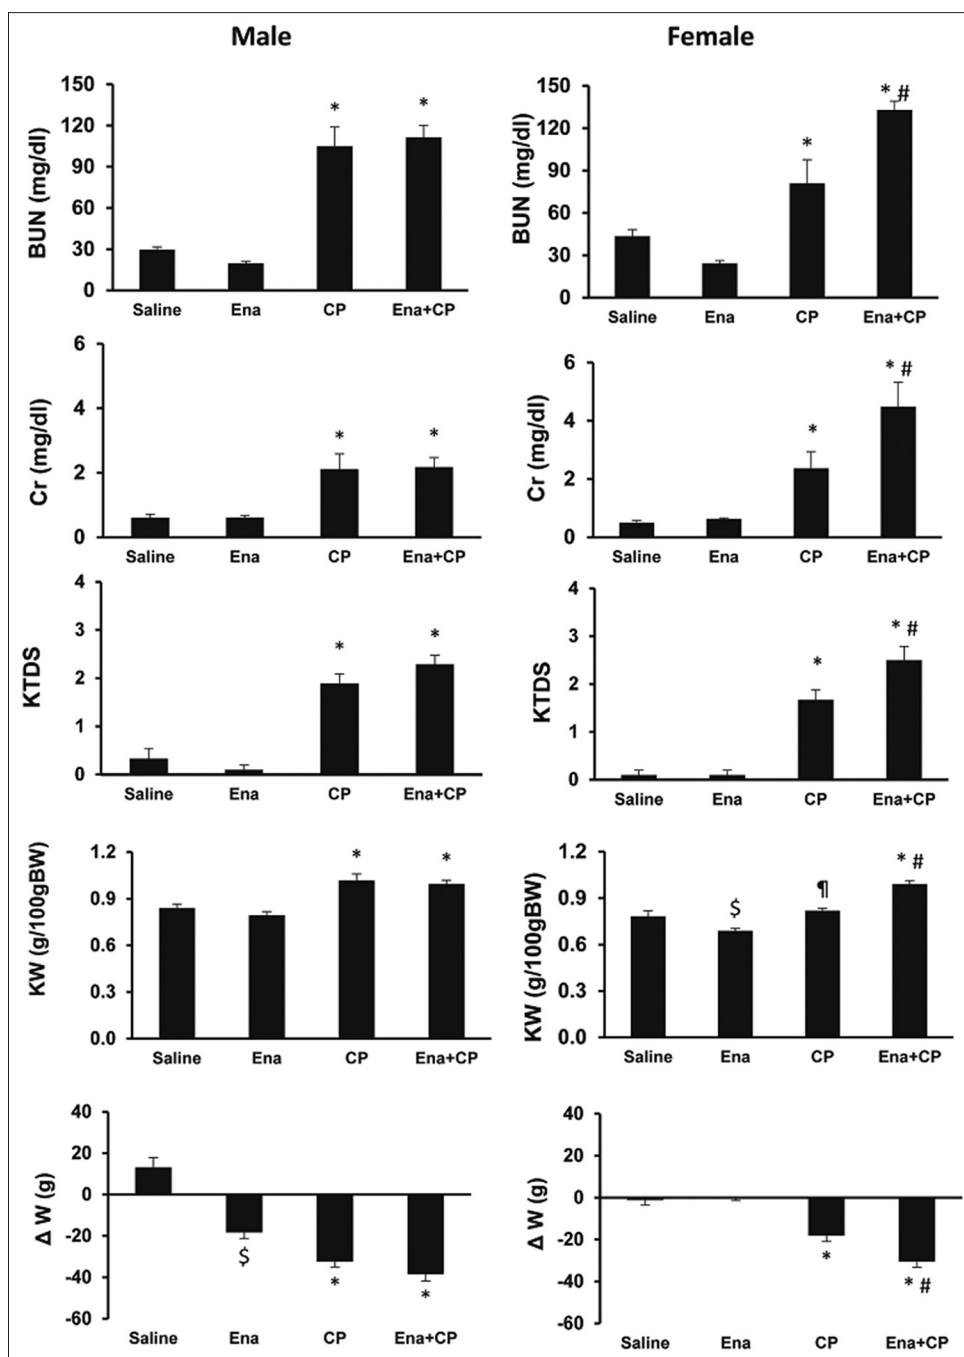 Male
BUN (mg/dl)
150
120
90
60
30
0
* *
Saline Ena CP Ena+CP
Female
BUN (mg/dl)
150
120
90
60
30
0
* * #
Saline Ena CP Ena+CP
Cr (mg/dl)
6
4
2
0
* *
Saline Ena CP Ena+CP
Cr (mg/dl)
6
4
2
0
* * #
Saline Ena CP Ena+CP
KTDS
4
3
2
1
0
* *
Saline Ena CP Ena+CP
KTDS
4
3
2
1
0
* * #
Saline Ena CP Ena+CP
KW (g/100gBW)
1.2
0.9
0.6
0.3
0.0
* *
Saline Ena CP Ena+CP
KW (g/100gBW)
1.2
0.9
0.6
0.3
0.0
$ ¶ * #
Saline Ena CP Ena+CP
Δ W (g)
40
20
0
-20
-40
-60
$ * *
Saline Ena CP Ena+CP
Δ W (g)
40
20
0
-20
-40
-60
* * #
Saline Ena CP Ena+CP